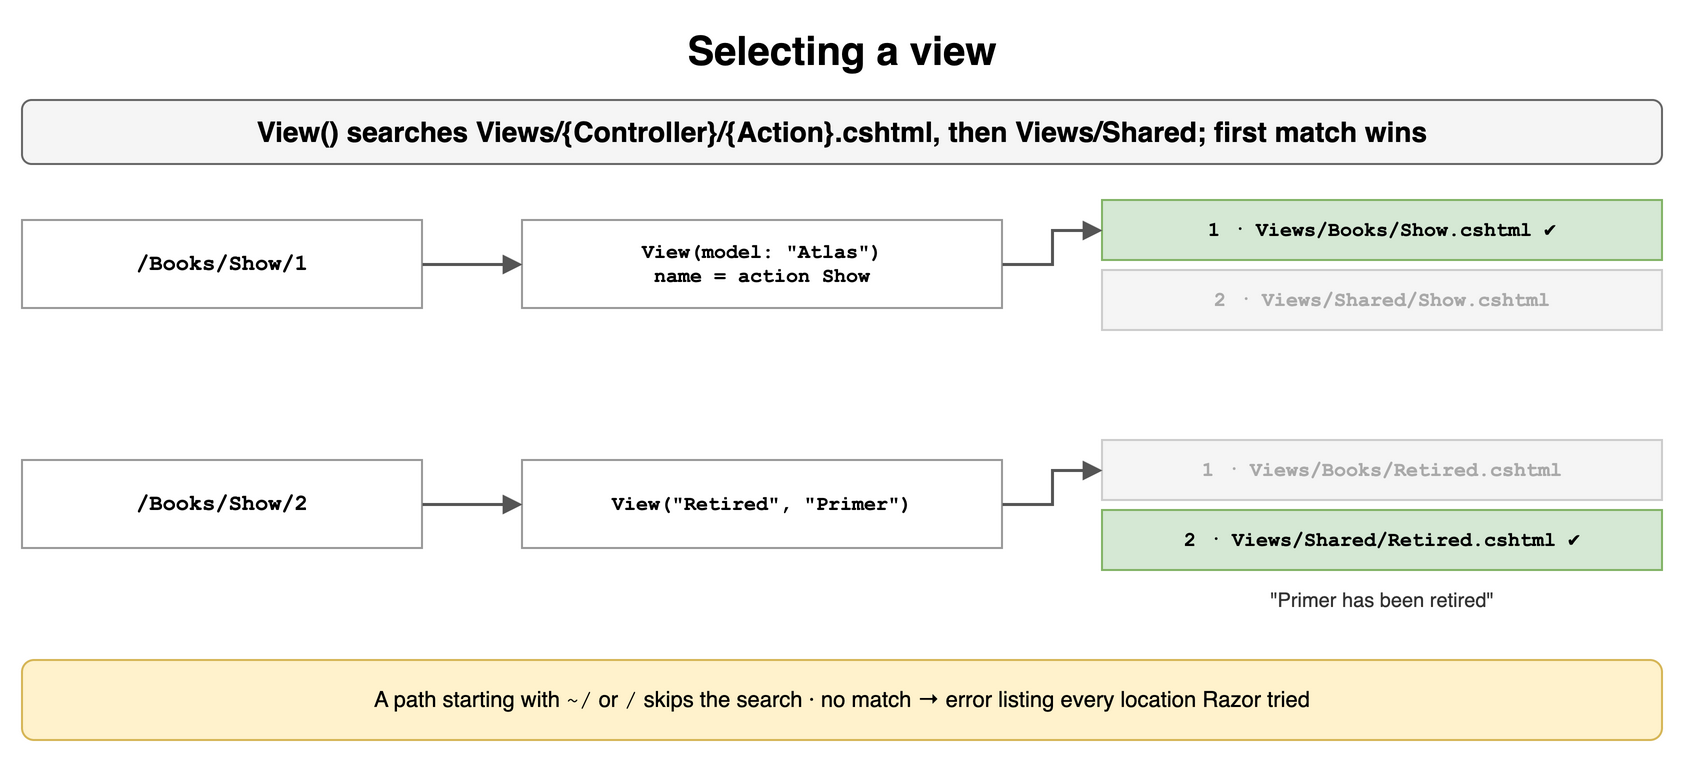 Selecting a view
View() searches Views/{Controller}/{Action}.cshtml, then Views/Shared; first match wins
/Books/Show/1
View(model: "Atlas")
name = action Show
1 · Views/Books/Show.cshtml ✔
2 · Views/Shared/Show.cshtml
/Books/Show/2
View("Retired", "Primer")
1 · Views/Books/Retired.cshtml
2 · Views/Shared/Retired.cshtml ✔
"Primer has been retired"
A path starting with ~/ or / skips the search · no match → error listing every location Razor tried